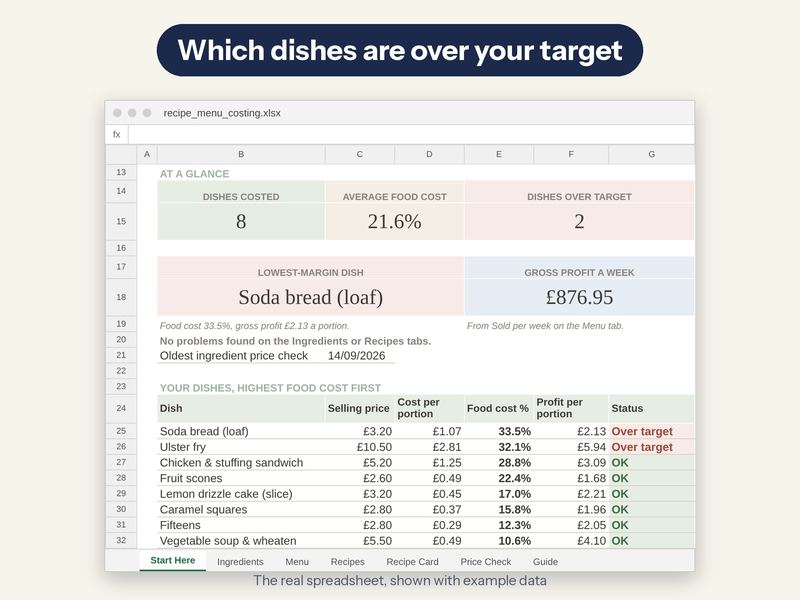 Which dishes are over your target
recipe_menu_costing.xlsx
fx
A B C D E F G
13 AT A GLANCE
14 DISHES COSTED AVERAGE FOOD COST DISHES OVER TARGET
15 8 21.6% 2
16
17 LOWEST-MARGIN DISH GROSS PROFIT A WEEK
18 Soda bread (loaf) £876.95
19 Food cost 33.5%, gross profit £2.13 a portion. From Sold per week on the Menu tab.
20 No problems found on the Ingredients or Recipes tabs.
21 Oldest ingredient price check 14/09/2026
22
23 YOUR DISHES, HIGHEST FOOD COST FIRST
24 Dish Selling price Cost per portion Food cost % Profit per portion Status
25 Soda bread (loaf) £3.20 £1.07 33.5% £2.13 Over target
26 Ulster fry £10.50 £2.81 32.1% £5.94 Over target
27 Chicken & stuffing sandwich £5.20 £1.25 28.8% £3.09 OK
28 Fruit scones £2.60 £0.49 22.4% £1.68 OK
29 Lemon drizzle cake (slice) £3.20 £0.45 17.0% £2.21 OK
30 Caramel squares £2.80 £0.37 15.8% £1.96 OK
31 Fifteens £2.80 £0.29 12.3% £2.05 OK
32 Vegetable soup & wheaten £5.50 £0.49 10.6% £4.10 OK
Start Here Ingredients Menu Recipes Recipe Card Price Check Guide
The real spreadsheet, shown with example data